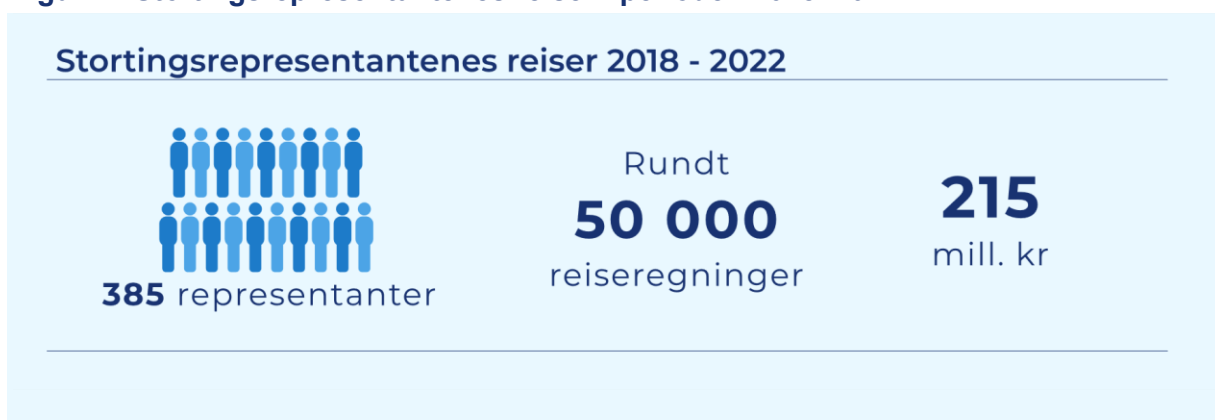 Stortingsrepresentantenes reiser 2018 - 2022
385 representanter
Rundt
50 000
reiseregninger
215
mill. kr